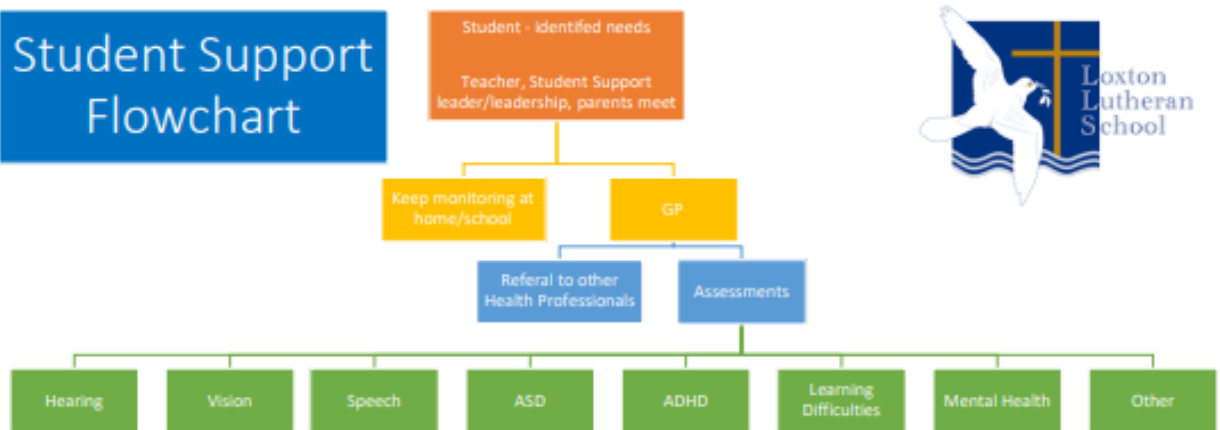 Student Support
Flowchart
Student - identifed needs
Teacher, Student Support
leader/leadership, parents meet
Loxton
Lutheran
School
Keep monitoring at
home/school
GP
Referal to other
Health Professionals
Assessments
Hearing
Vision
Speech
ASD
ADHD
Learning
Difficulties
Mental Health
Other